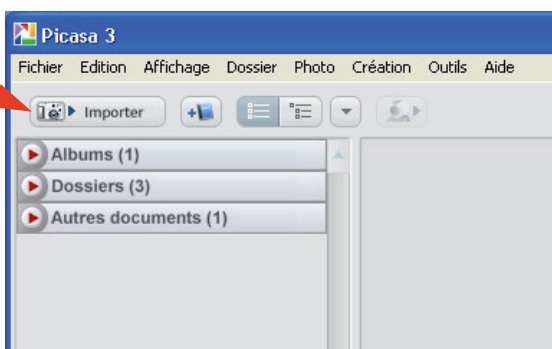 Picasa 3
Fichier Edition Affichage Dossier Photo Création Outils Aide
Importer
Albums (1)
Dossiers (3)
Autres documents (1)